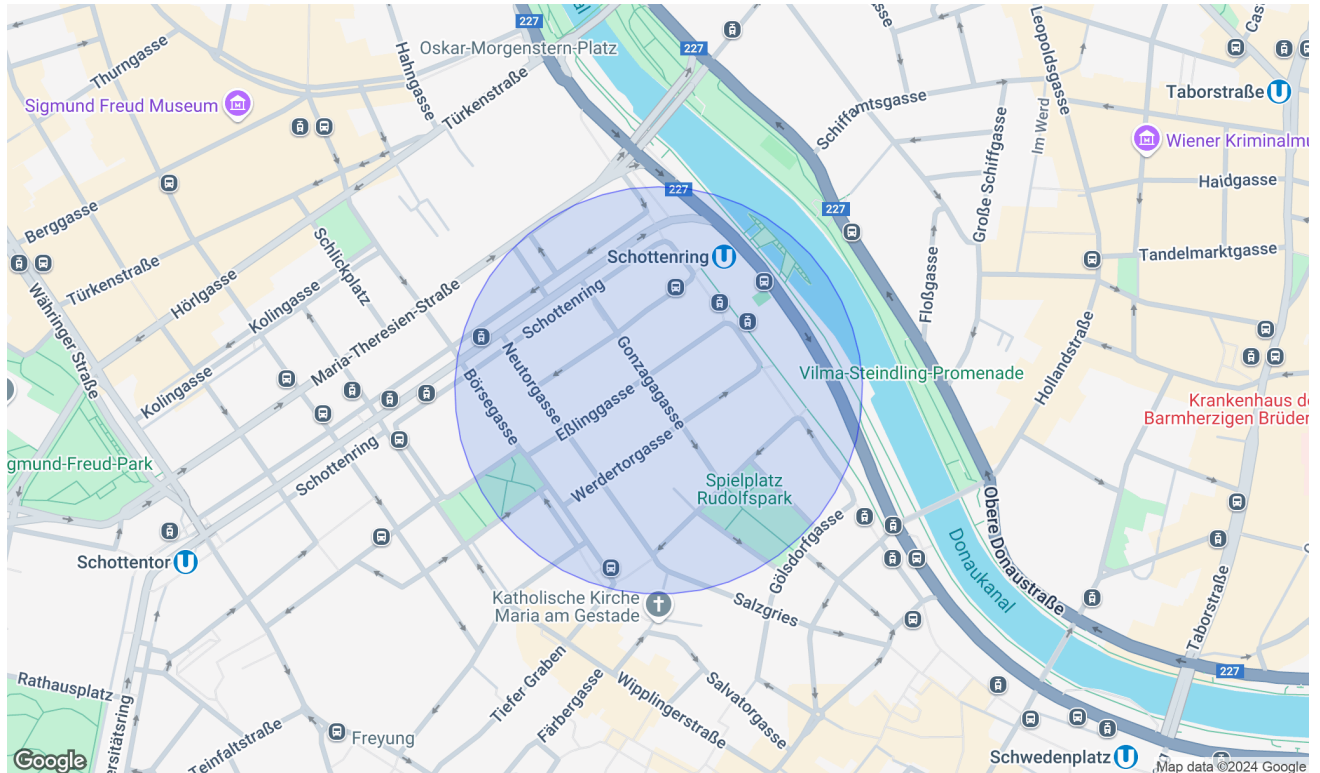 227
Oskar-Morgenstern-Platz
227
Thurngasse
Hahngasse
Türkenstraße
Sigmund Freud Museum
Leopoldsgasse
Taborstraße
U
Schiffamtsgasse
Im Werd
Große Schiffgasse
Wiener Kriminalmu
Haidgasse
227
227
Berggasse
Schlickplatz
Türkenstraße
Hörlgasse
Kolingasse
Schottenring
U
Tandelmarktgasse
Floßgasse
Währinger Straße
Maria-Theresien-Straße
Schottenring
Hollandstraße
Kolingasse
Neutorgasse
Gonzagagasse
Börsegasse
Eßlinggasse
Vilma-Steindling-Promenade
Krankenhaus de
Barmherzigen Brüder
gmund-Freud-Park
Schottenring
Werdertorgasse
Spielplatz
Rudolfspark
Obere Donaustraße
Donaukanal
Gölsdorfgasse
Schottentor
U
Katholische Kirche
Maria am Gestade
Salzgries
Taborstraße
227
Rathausplatz
Tiefer Graben
Färbergasse
Wipplingerstraße
Salvatorgasse
ersitätsring
Teinfaltstraße
Freyung
Schwedenplatz
U
Google
Map data ©2024 Google